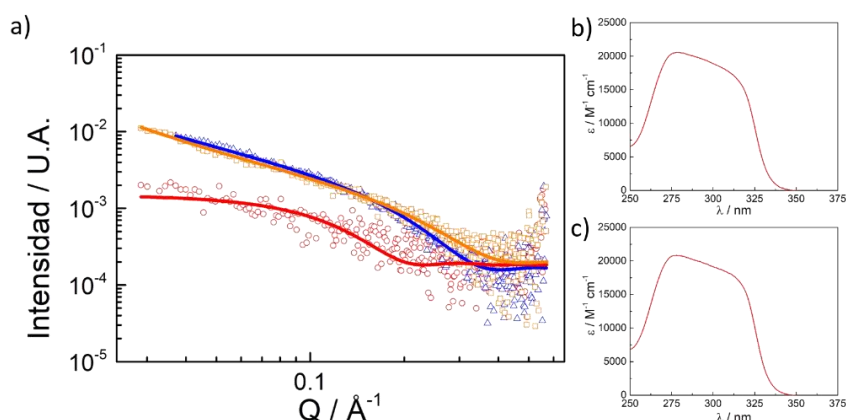 a)
Intensidad / U.A.
10⁻¹
10⁻²
10⁻³
10⁻⁴
10⁻⁵
0.1
Q / Å⁻¹
b)
ε / M⁻¹ cm⁻¹
25000
20000
15000
10000
5000
0
250 275 300 325 350 375
λ / nm
c)
ε / M⁻¹ cm⁻¹
25000
20000
15000
10000
5000
0
250 275 300 325 350 375
λ / nm